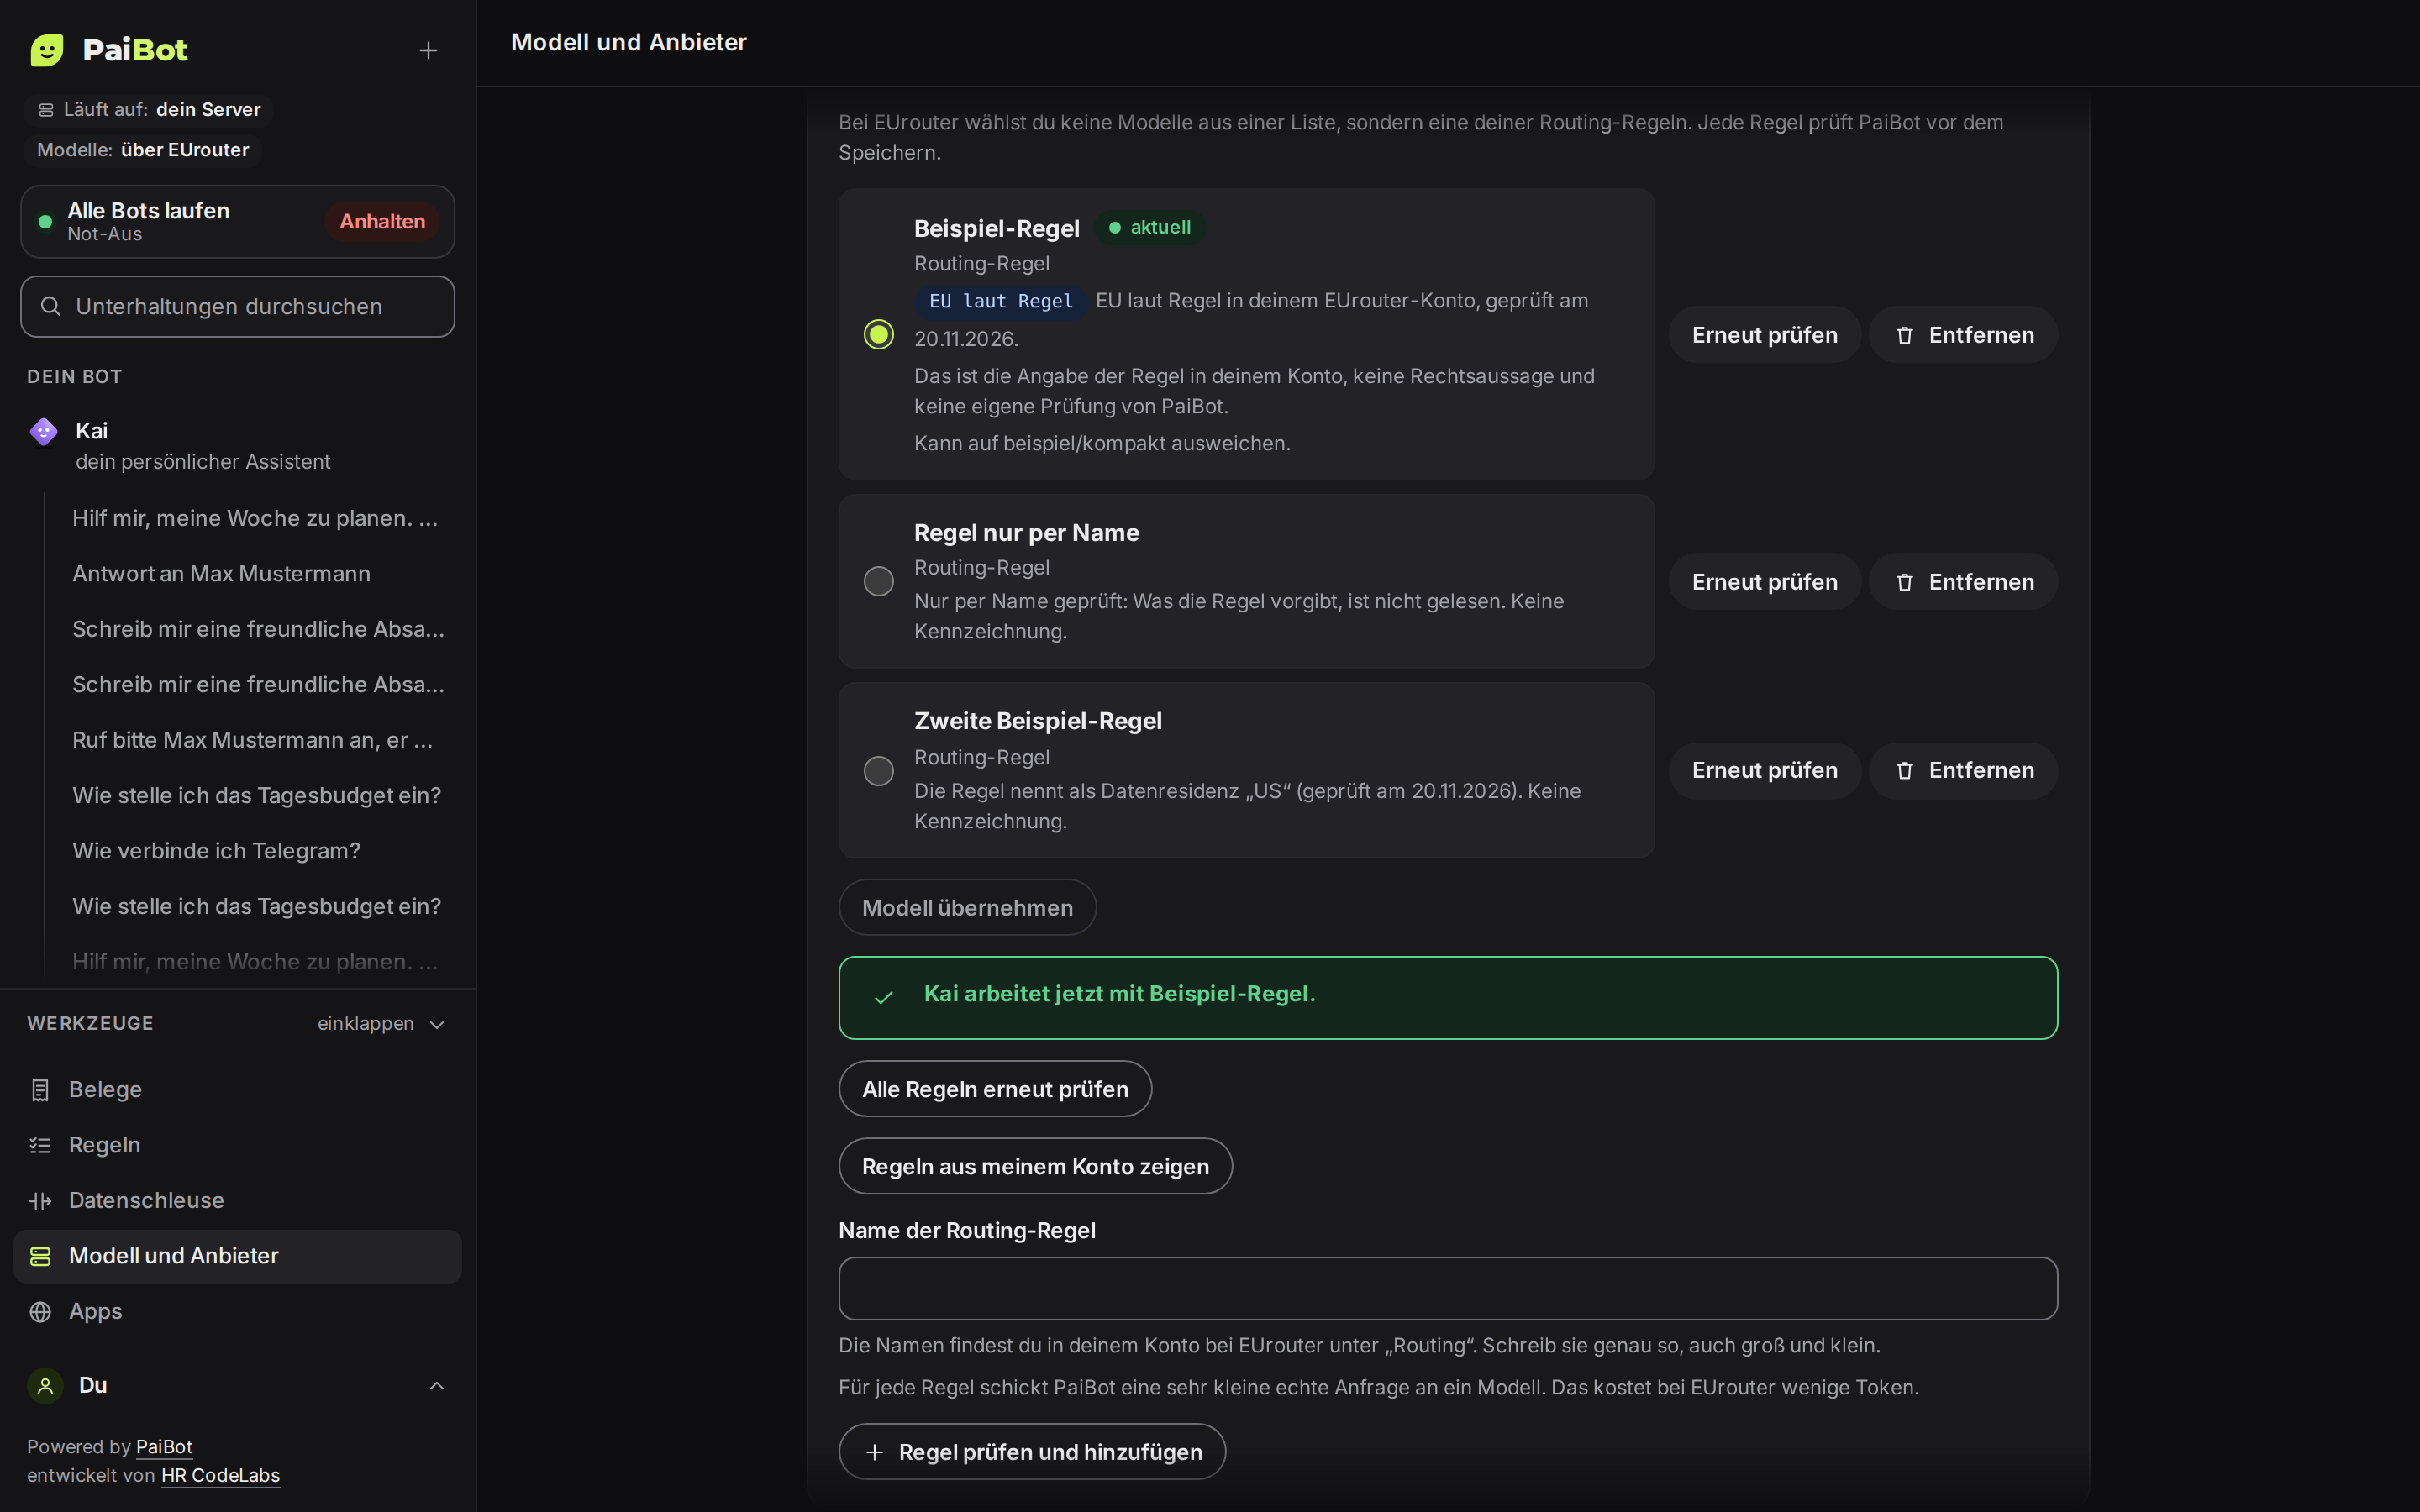 PaiBot
Läuft auf: dein Server
Modelle: über EUrouter
Alle Bots laufen
Not-Aus
Anhalten
Unterhaltungen durchsuchen
DEIN BOT
Kai
dein persönlicher Assistent
Hilf mir, meine Woche zu planen. ...
Antwort an Max Mustermann
Schreib mir eine freundliche Absa...
Schreib mir eine freundliche Absa...
Ruf bitte Max Mustermann an, er ...
Wie stelle ich das Tagesbudget ein?
Wie verbinde ich Telegram?
Wie stelle ich das Tagesbudget ein?
Hilf mir, meine Woche zu planen. ...
WERKZEUGE
einklappen
Belege
Regeln
Datenschleuse
Modell und Anbieter
Apps
Du
Powered by PaiBot
entwickelt von HR CodeLabs
Modell und Anbieter
Bei EUrouter wählst du keine Modelle aus einer Liste, sondern eine deiner Routing-Regeln. Jede Regel prüft PaiBot vor dem
Speichern.
Beispiel-Regel aktuell
Routing-Regel
EU laut Regel EU laut Regel in deinem EUrouter-Konto, geprüft am
20.11.2026.
Das ist die Angabe der Regel in deinem Konto, keine Rechtsaussage und
keine eigene Prüfung von PaiBot.
Kann auf beispiel/kompakt ausweichen.
Erneut prüfen
Entfernen
Regel nur per Name
Routing-Regel
Nur per Name geprüft: Was die Regel vorgibt, ist nicht gelesen. Keine
Kennzeichnung.
Erneut prüfen
Entfernen
Zweite Beispiel-Regel
Routing-Regel
Die Regel nennt als Datenresidenz „US“ (geprüft am 20.11.2026). Keine
Kennzeichnung.
Erneut prüfen
Entfernen
Modell übernehmen
Kai arbeitet jetzt mit Beispiel-Regel.
Alle Regeln erneut prüfen
Regeln aus meinem Konto zeigen
Name der Routing-Regel
Die Namen findest du in deinem Konto bei EUrouter unter „Routing“. Schreib sie genau so, auch groß und klein.
Für jede Regel schickt PaiBot eine sehr kleine echte Anfrage an ein Modell. Das kostet bei EUrouter wenige Token.
Regel prüfen und hinzufügen